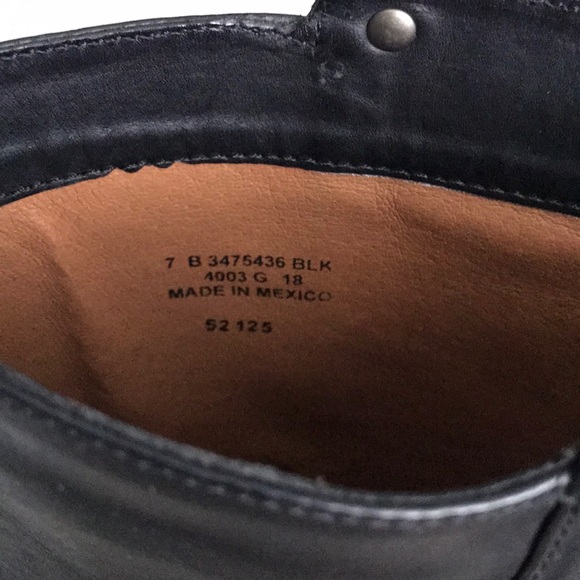 7 B 3475436 BLK
4003 G 18
MADE IN MEXICO
52 125